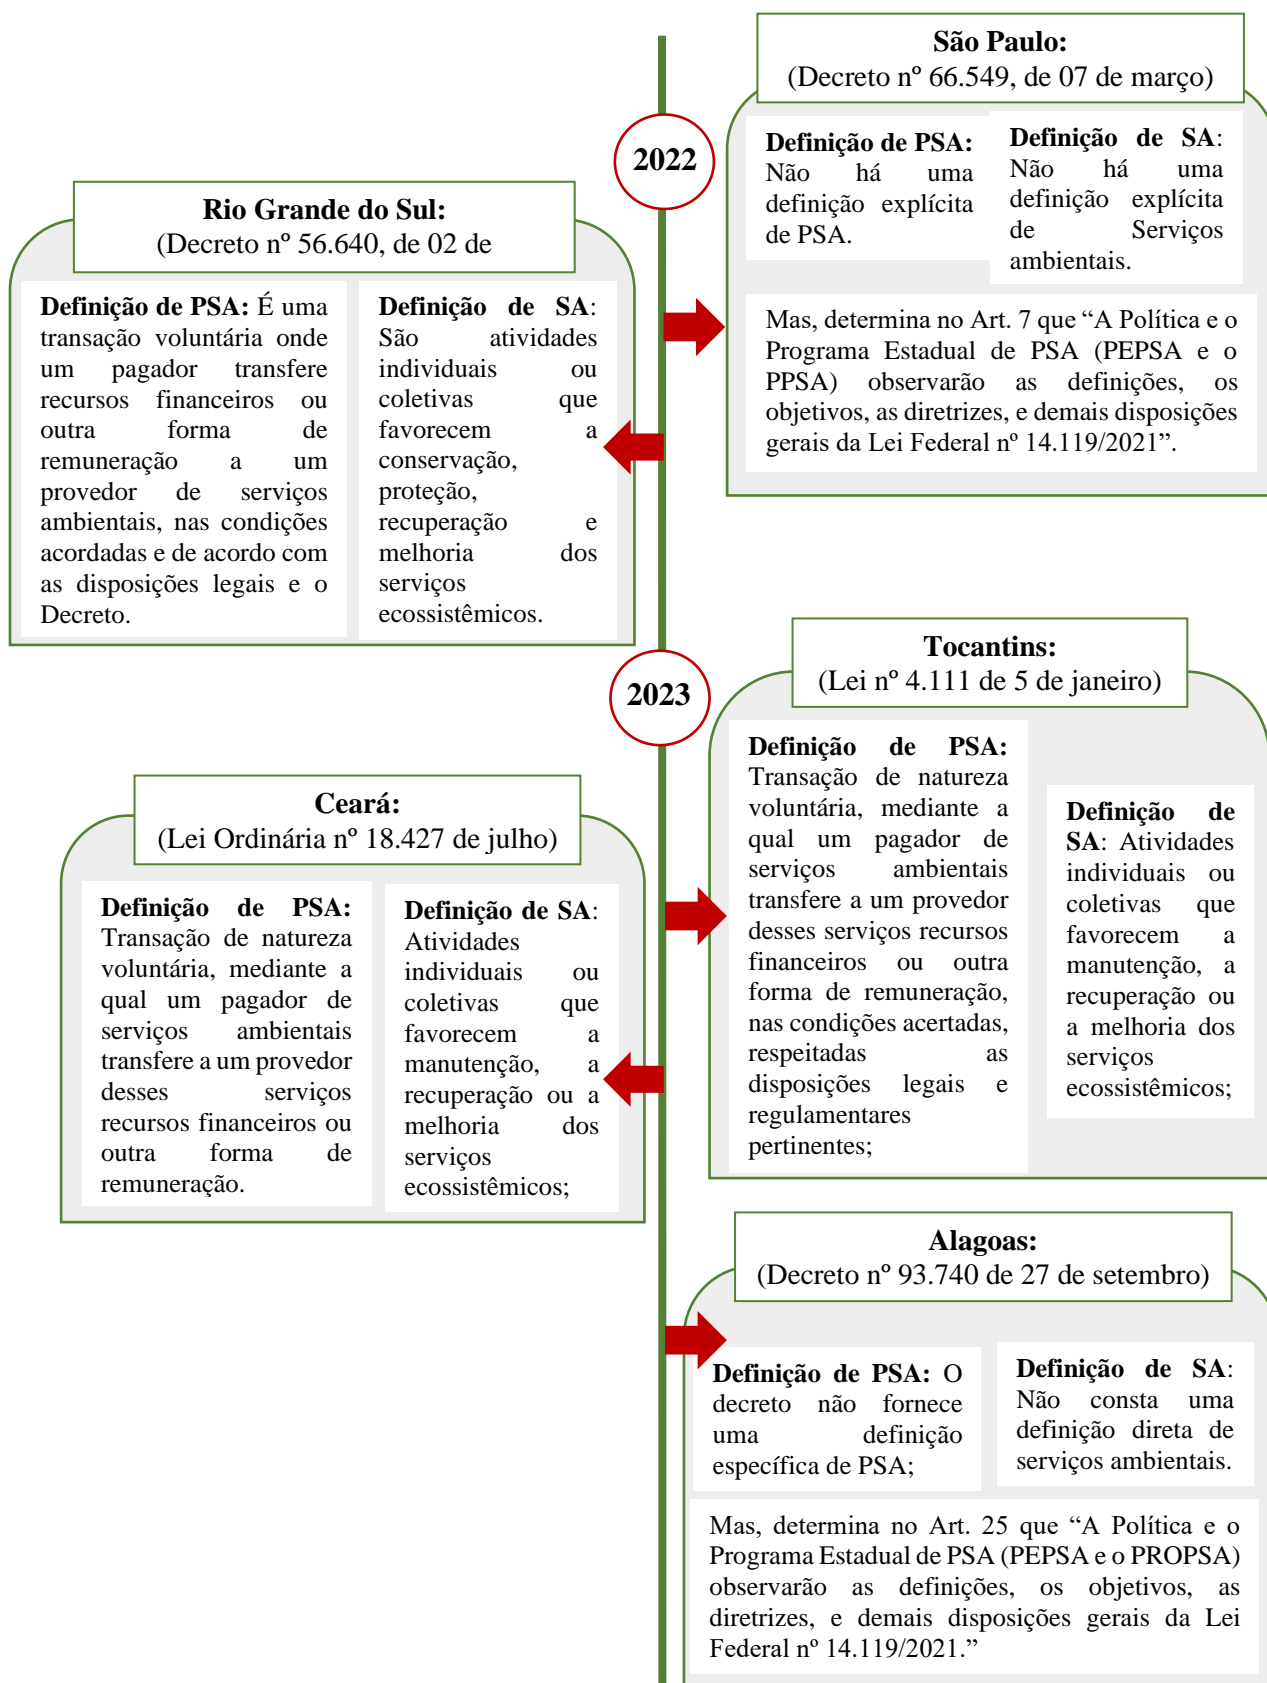 São Paulo:
(Decreto nº 66.549, de 07 de março)
2022
Definição de PSA:
Não há uma
definição explícita
de PSA.
Definição de SA:
Não há uma
definição explícita
de Serviços
ambientais.
Mas, determina no Art. 7 que “A Política e o
Programa Estadual de PSA (PEPSA e o
PPSA) observarão as definições, os
objetivos, as diretrizes, e demais disposições
gerais da Lei Federal nº 14.119/2021”.
Rio Grande do Sul:
(Decreto nº 56.640, de 02 de
Definição de PSA: É uma
transação voluntária onde
um pagador transfere
recursos financeiros ou
outra forma de
remuneração a um
provedor de serviços
ambientais, nas condições
acordadas e de acordo com
as disposições legais e o
Decreto.
Definição de SA:
São atividades
individuais ou
coletivas que
favorecem a
conservação,
proteção,
recuperação e
melhoria dos
serviços
ecossistêmicos.
2023
Tocantins:
(Lei nº 4.111 de 5 de janeiro)
Definição de PSA:
Transação de natureza
voluntária, mediante a
qual um pagador de
serviços ambientais
transfere a um provedor
desses serviços recursos
financeiros ou outra
forma de remuneração,
nas condições acertadas,
respeitadas as
disposições legais e
regulamentares
pertinentes;
Definição de
SA: Atividades
individuais ou
coletivas que
favorecem a
manutenção, a
recuperação ou
a melhoria dos
serviços
ecossistêmicos;
Ceará:
(Lei Ordinária nº 18.427 de julho)
Definição de PSA:
Transação de natureza
voluntária, mediante a
qual um pagador de
serviços ambientais
transfere a um provedor
desses serviços
recursos financeiros ou
outra forma de
remuneração.
Definição de SA:
Atividades
individuais ou
coletivas que
favorecem a
manutenção, a
recuperação ou a
melhoria dos
serviços
ecossistêmicos;
Alagoas:
(Decreto nº 93.740 de 27 de setembro)
Definição de PSA: O
decreto não fornece
uma definição
específica de PSA;
Definição de SA:
Não consta uma
definição direta de
serviços ambientais.
Mas, determina no Art. 25 que “A Política e o
Programa Estadual de PSA (PEPSA e o PROPSA)
observarão as definições, os objetivos, as
diretrizes, e demais disposições gerais da Lei
Federal nº 14.119/2021.”